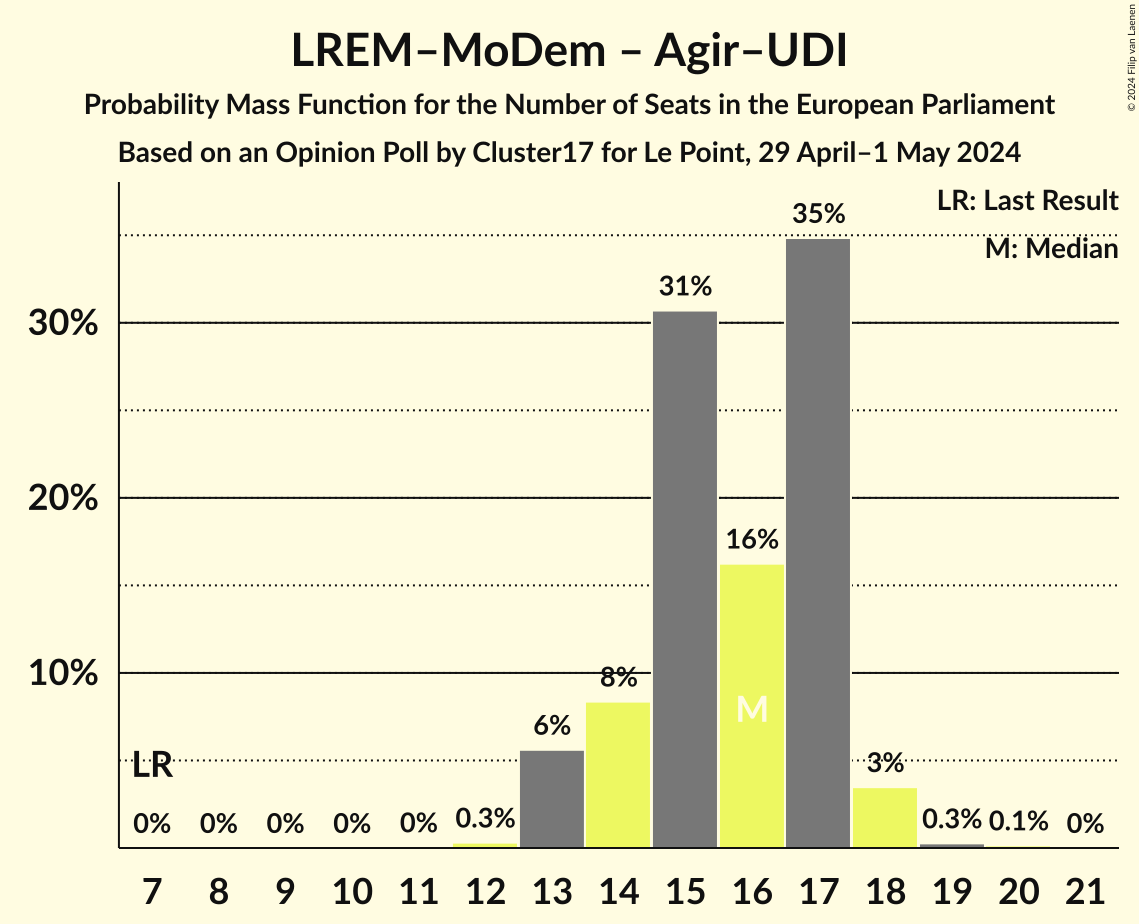 LREM–MoDem – Agir–UDI
Probability Mass Function for the Number of Seats in the European Parliament
Based on an Opinion Poll by Cluster17 for Le Point, 29 April–1 May 2024
© 2024 Filip van Laenen
LR: Last Result
M: Median
35%
31%
30%
20%
16%
10%
8%
M
6%
LR
3%
0% 0% 0% 0% 0% 0.3% 0.3% 0.1% 0%
7 8 9 10 11 12 13 14 15 16 17 18 19 20 21